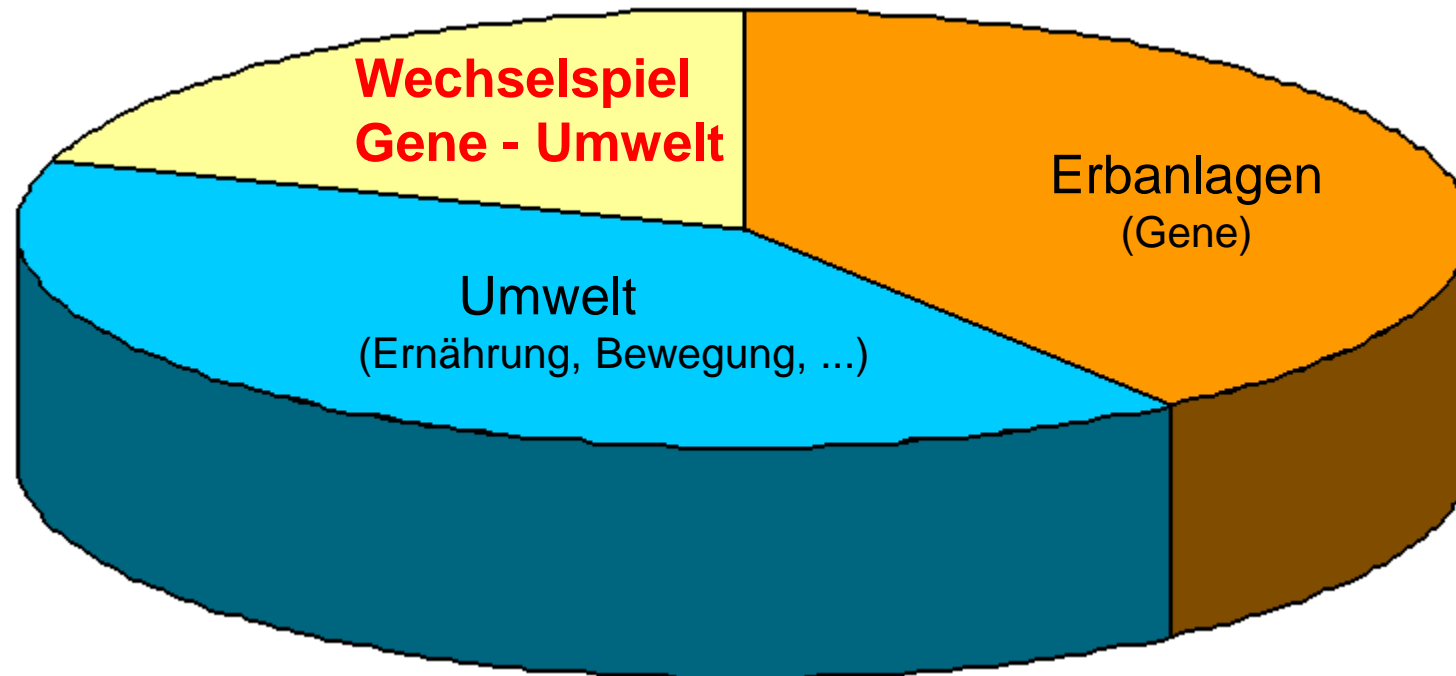 Wechselspiel
Gene - Umwelt
Erbanlagen
(Gene)
Umwelt
(Ernährung, Bewegung, ...)